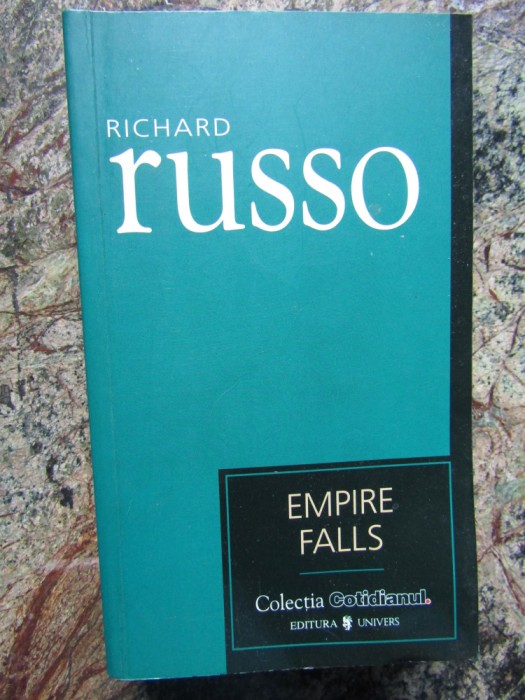 RICHARD
russo
EMPIRE
FALLS
Colecția Cotidianul.
EDITURA UNIVERS